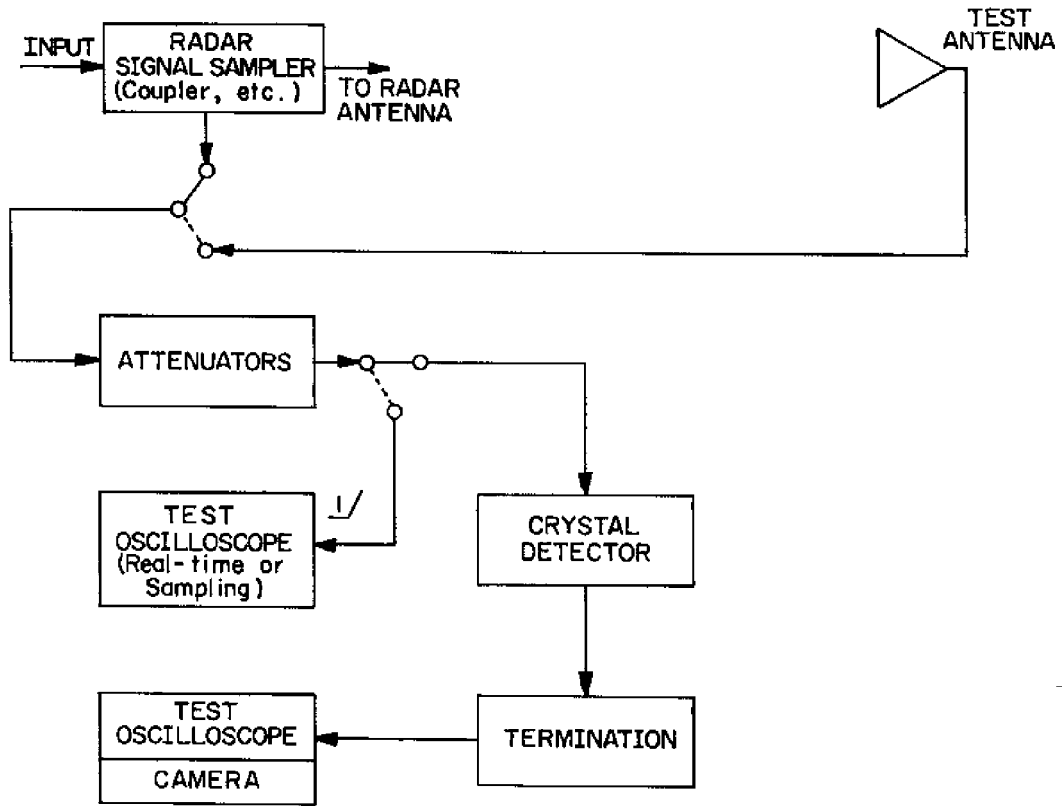 INPUT
RADAR
SIGNAL SAMPLER
(Coupler, etc.)
TO RADAR
ANTENNA
TEST
ANTENNA
ATTENUATORS
1/
TEST
OSCILLOSCOPE
(Real-time or
Sampling)
CRYSTAL
DETECTOR
TEST
OSCILLOSCOPE
CAMERA
TERMINATION